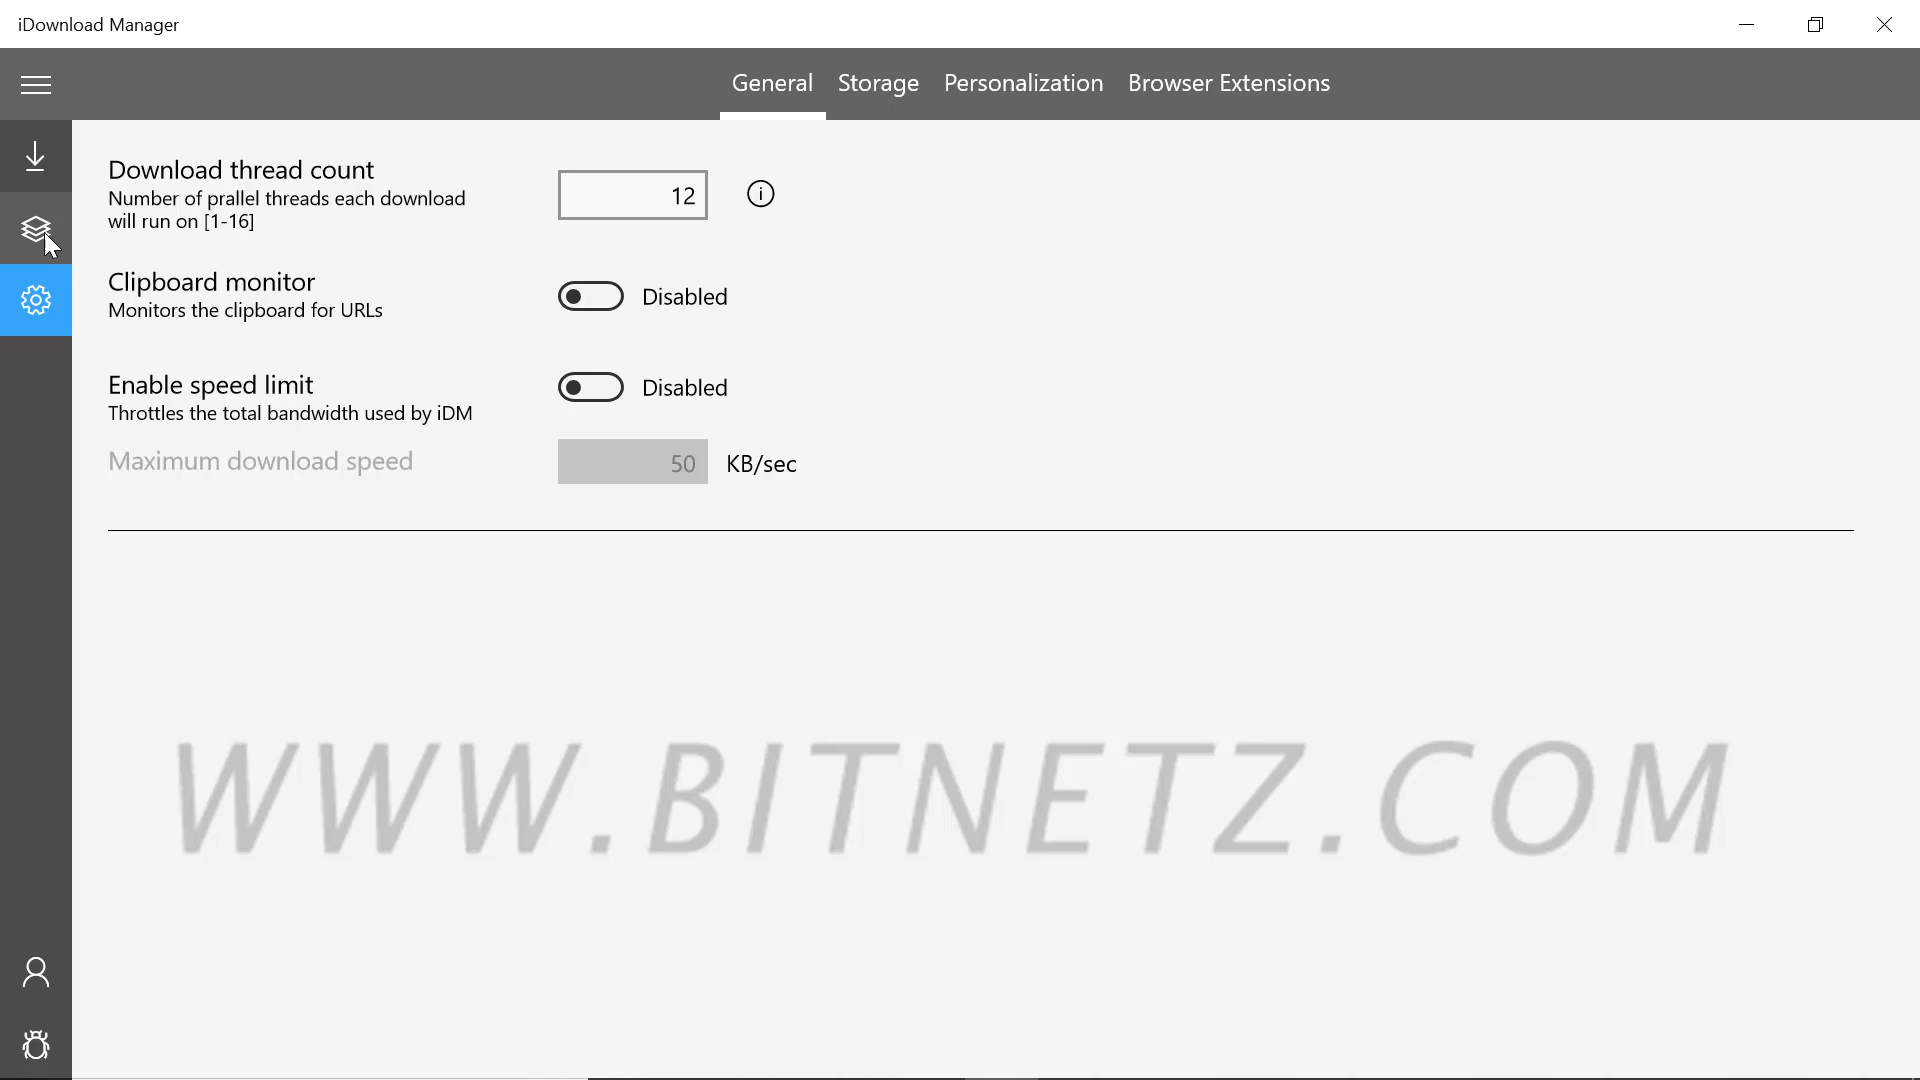 iDownload Manager
General Storage Personalization Browser Extensions
Download thread count
Number of prallel threads each download
will run on [1-16]
12
Clipboard monitor
Monitors the clipboard for URLs
Disabled
Enable speed limit
Throttles the total bandwidth used by iDM
Disabled
Maximum download speed
50 KB/sec
WWW.BITNETZ.COM